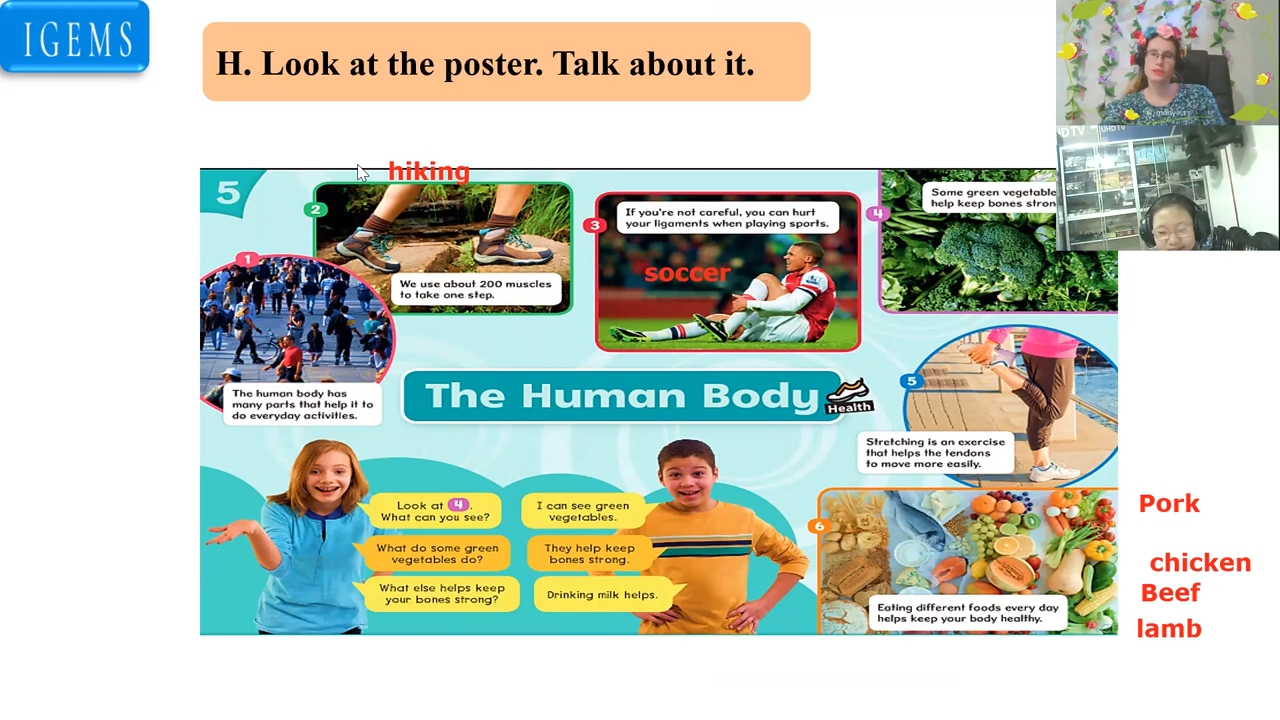 IGEMS
H. Look at the poster. Talk about it.
hiking
5
2
We use about 200 muscles
to take one step.
3
If you're not careful, you can hurt
your ligaments when playing sports.
soccer
4
Some green vegetable
help keep bones stron
1
The human body has
many parts that help it to
do everyday activities.
The Human Body
Health
5
Stretching is an exercise
that helps the tendons
to move more easily.
Look at 4.
What can you see?
I can see green
vegetables.
What do some green
vegetables do?
They help keep
bones strong.
What else helps keep
your bones strong?
Drinking milk helps.
6
Eating different foods every day
helps keep your body healthy.
Pork
chicken
Beef
lamb